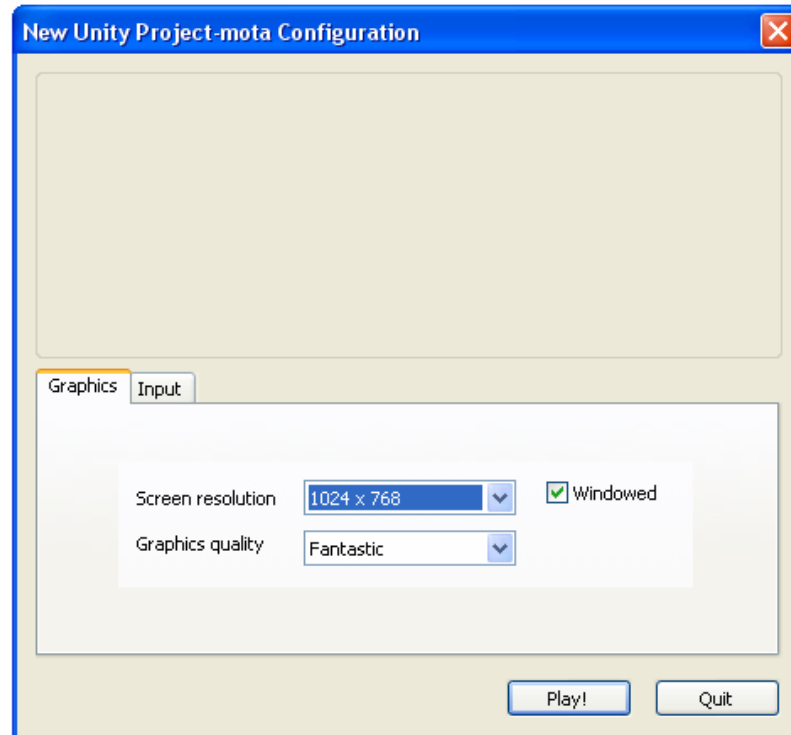 New Unity Project-mota Configuration
Graphics
Input
Screen resolution 1024 x 768 Windowed
Graphics quality Fantastic
Play! Quit